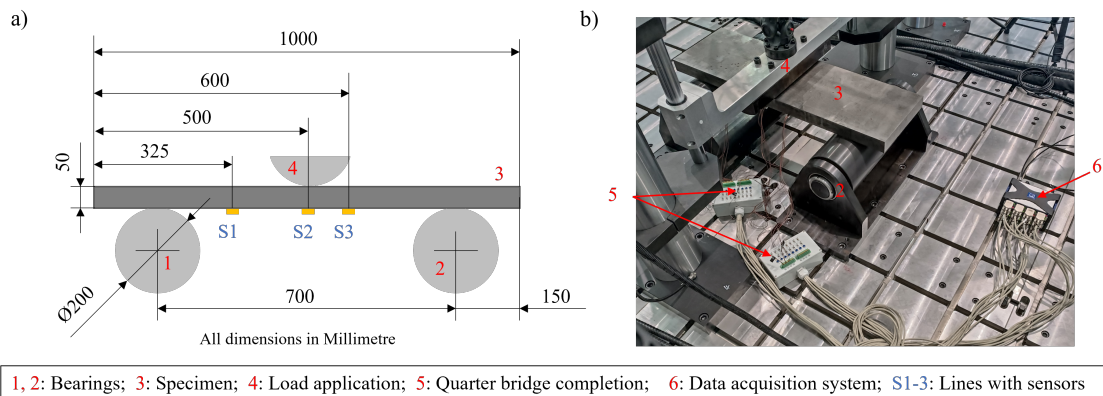 a)
1000
600
500
325
50
4
3
S1
S2
S3
1
2
Ø200
700
150
All dimensions in Millimetre
b)
4
3
2
5
6
1, 2: Bearings; 3: Specimen; 4: Load application; 5: Quarter bridge completion; 6: Data acquisition system; S1-3: Lines with sensors